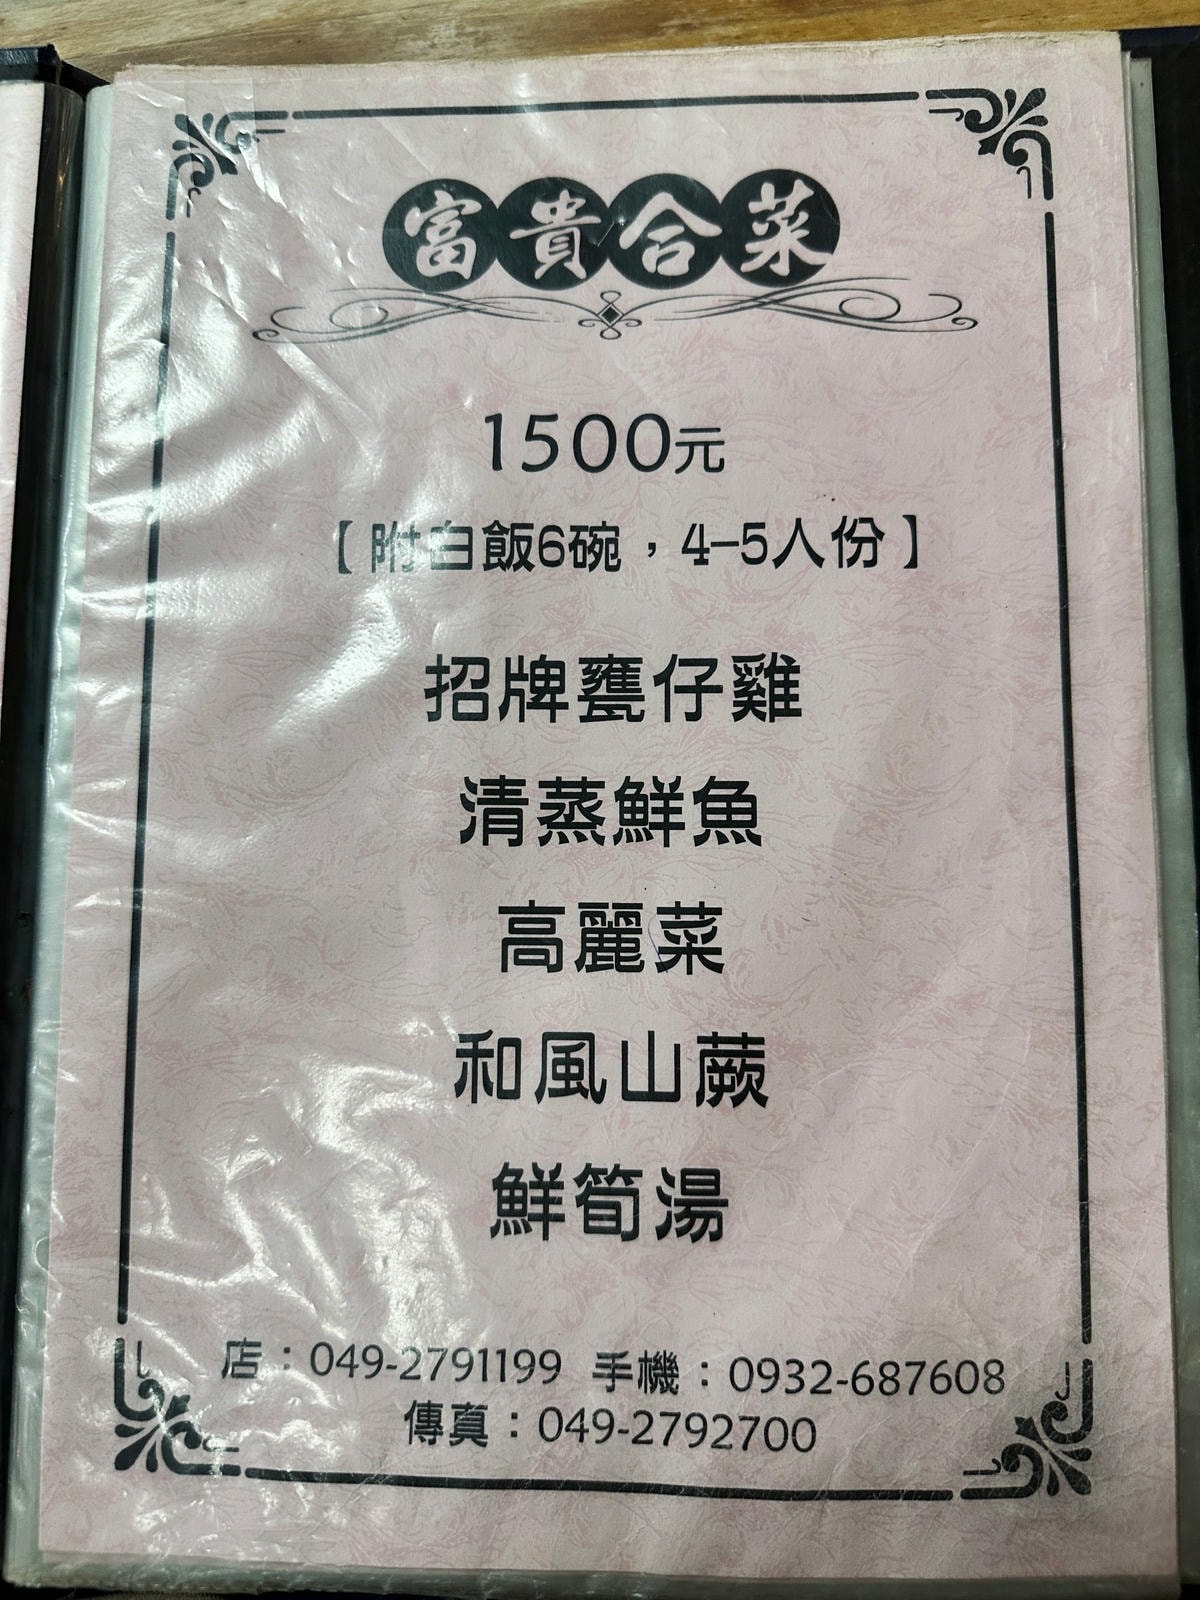 富貴合菜
1500元
【附白飯6碗，4-5人份】
招牌甕仔雞
清蒸鮮魚
高麗菜
和風山蕨
鮮筍湯
店：049-2791199 手機：0932-687608
傳真：049-2792700